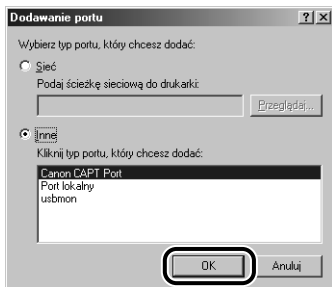 Dodawanie portu
Wybierz typ portu, który chcesz dodać:
Sieć
Podaj ścieżkę sieciową do drukarki:
Przeglądaj...
Inne
Kliknij typ portu, który chcesz dodać:
Canon CAPT Port
Port lokalny
usbmon
OK Anuluj